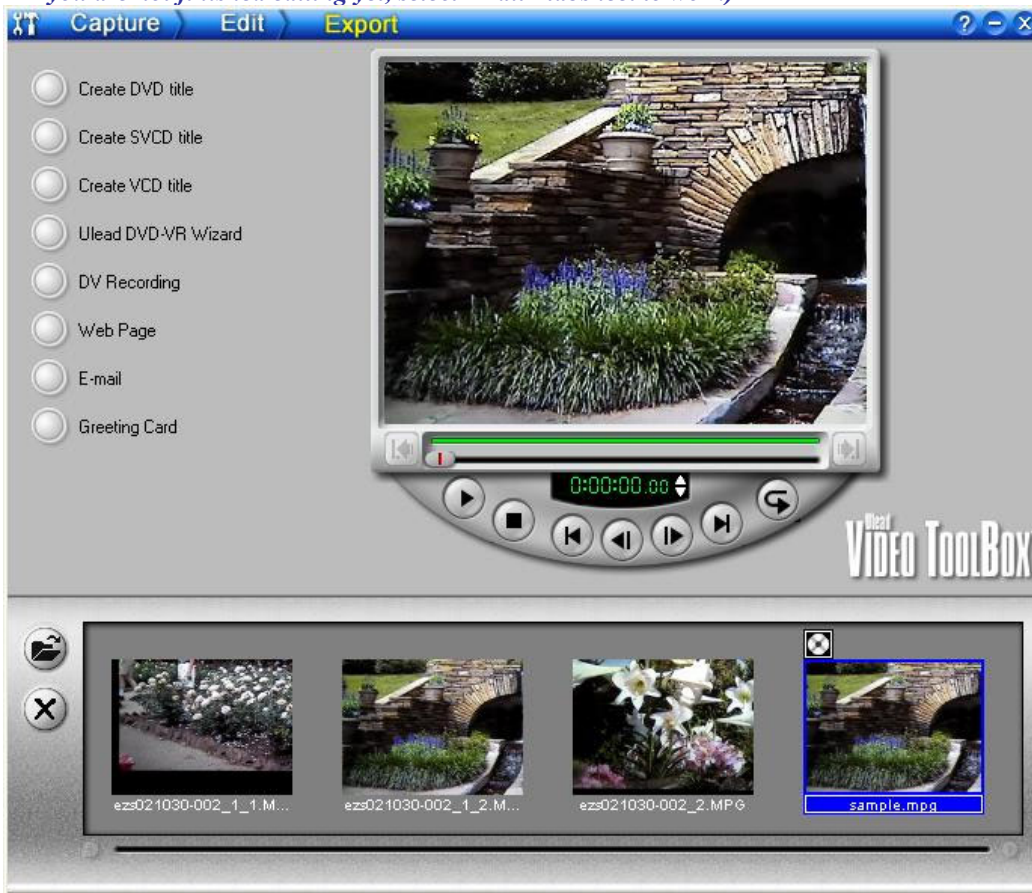 Capture Edit Export
Create DVD title
Create SVCD title
Create VCD title
Ulead DVD-VR Wizard
DV Recording
Web Page
E-mail
Greeting Card
0:00:00.00
Ulead
VIDEO TOOLBOX
ezs021030-002_1_1.M... ezs021030-002_1_2.M... ezs021030-002_2.MPG sample.mpg